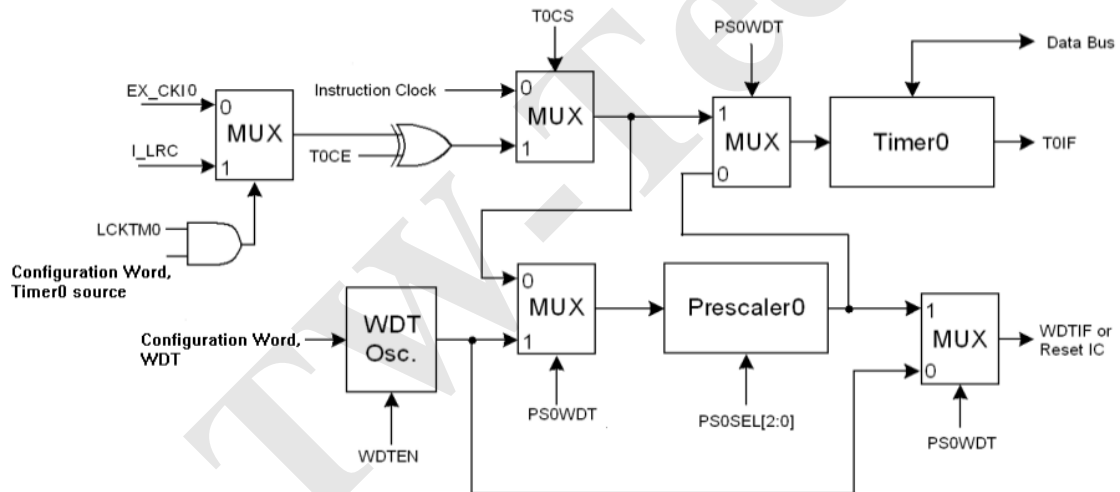 T0CS
PS0WDT
Data Bus
EX_CKI0
0
MUX
I_LRC
1
Instruction Clock
0
MUX
1
T0CE
1
MUX
0
Timer0
T0IF
LCKTM0
Configuration Word,
Timer0 source
0
MUX
1
Prescaler0
1
MUX
0
WDTIF or
Reset IC
Configuration Word,
WDT
WDT
Osc.
PS0WDT
PS0SEL[2:0]
PS0WDT
WDTEN